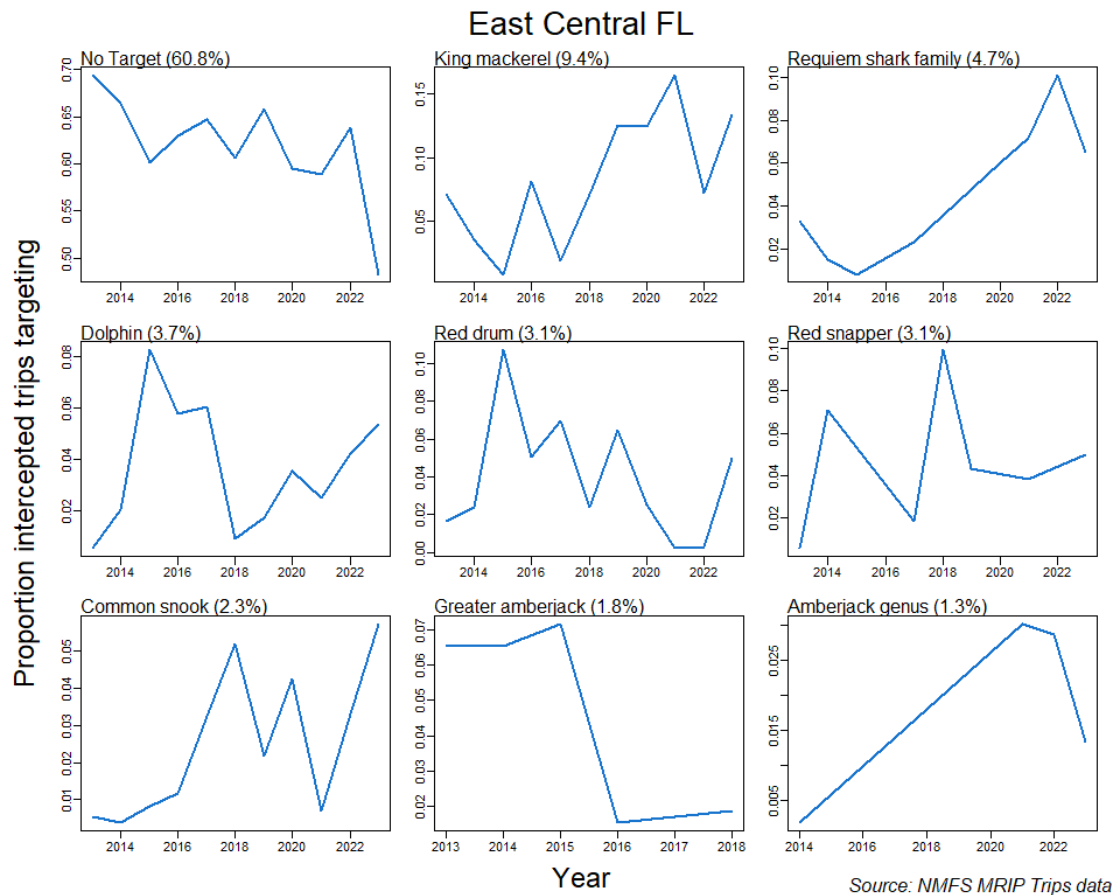 East Central FL
Proportion intercepted trips targeting
No Target (60.8%)
0.70
0.65
0.60
0.55
0.50
2014 2016 2018 2020 2022
King mackerel (9.4%)
0.15
0.10
0.05
2014 2016 2018 2020 2022
Requiem shark family (4.7%)
0.10
0.08
0.06
0.04
0.02
2014 2016 2018 2020 2022
Dolphin (3.7%)
0.08
0.06
0.04
0.02
2014 2016 2018 2020 2022
Red drum (3.1%)
0.10
0.08
0.06
0.04
0.02
0.00
2014 2016 2018 2020 2022
Red snapper (3.1%)
0.10
0.08
0.06
0.04
0.02
2014 2016 2018 2020 2022
Common snook (2.3%)
0.05
0.04
0.03
0.02
0.01
2014 2016 2018 2020 2022
Greater amberjack (1.8%)
0.07
0.06
0.05
0.04
0.03
0.02
2013 2014 2015 2016 2017 2018
Amberjack genus (1.3%)
0.025
0.015
0.005
2014 2016 2018 2020 2022
Year
Source: NMFS MRIP Trips data